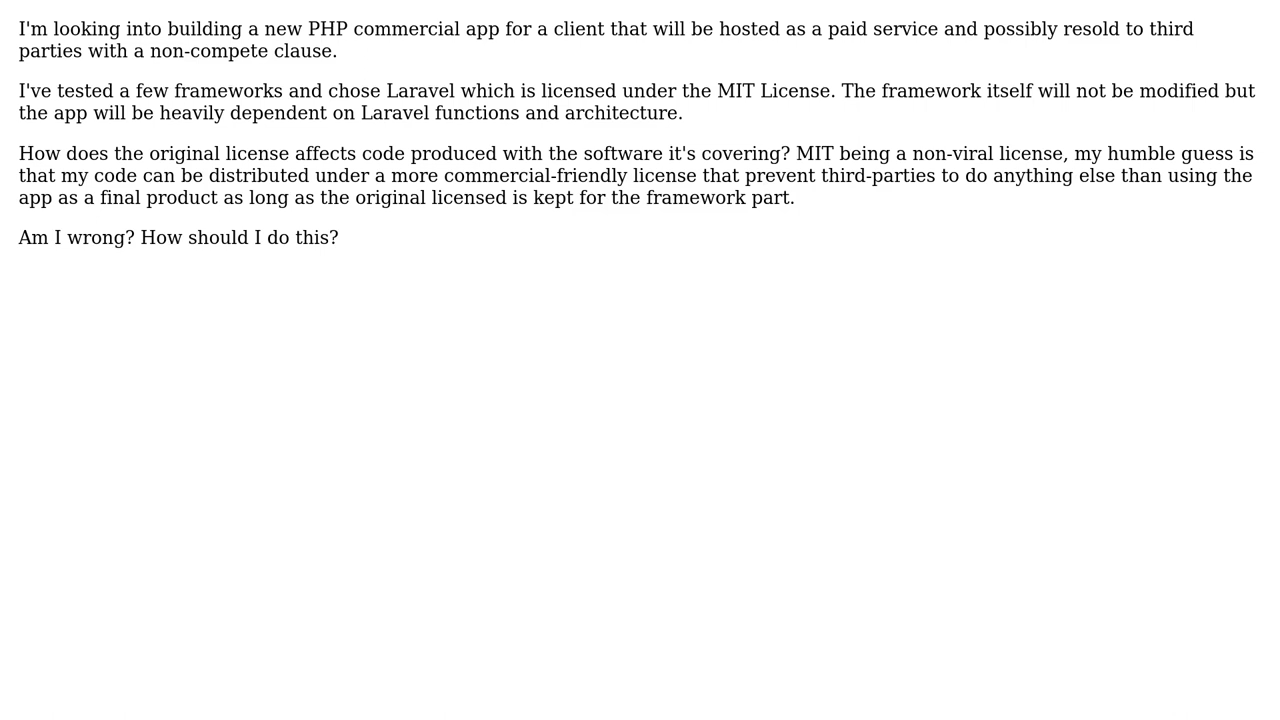 I'm looking into building a new PHP commercial app for a client that will be hosted as a paid service and possibly resold to third
parties with a non-compete clause.
I've tested a few frameworks and chose Laravel which is licensed under the MIT License. The framework itself will not be modified but
the app will be heavily dependent on Laravel functions and architecture.
How does the original license affects code produced with the software it's covering? MIT being a non-viral license, my humble guess is
that my code can be distributed under a more commercial-friendly license that prevent third-parties to do anything else than using the
app as a final product as long as the original licensed is kept for the framework part.
Am I wrong? How should I do this?